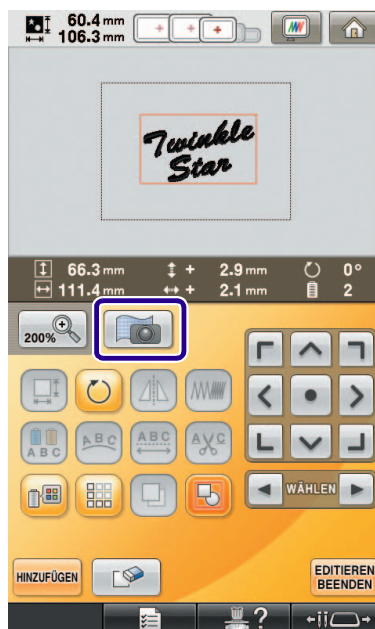 60.4 mm
106.3 mm
Twinkle
Star
66.3 mm + 2.9 mm 0°
111.4 mm + 2.1 mm 2
200%
A B C A B C A B C A C
WÄHLEN
HINZUFÜGEN
EDITIEREN
BEENDEN
?